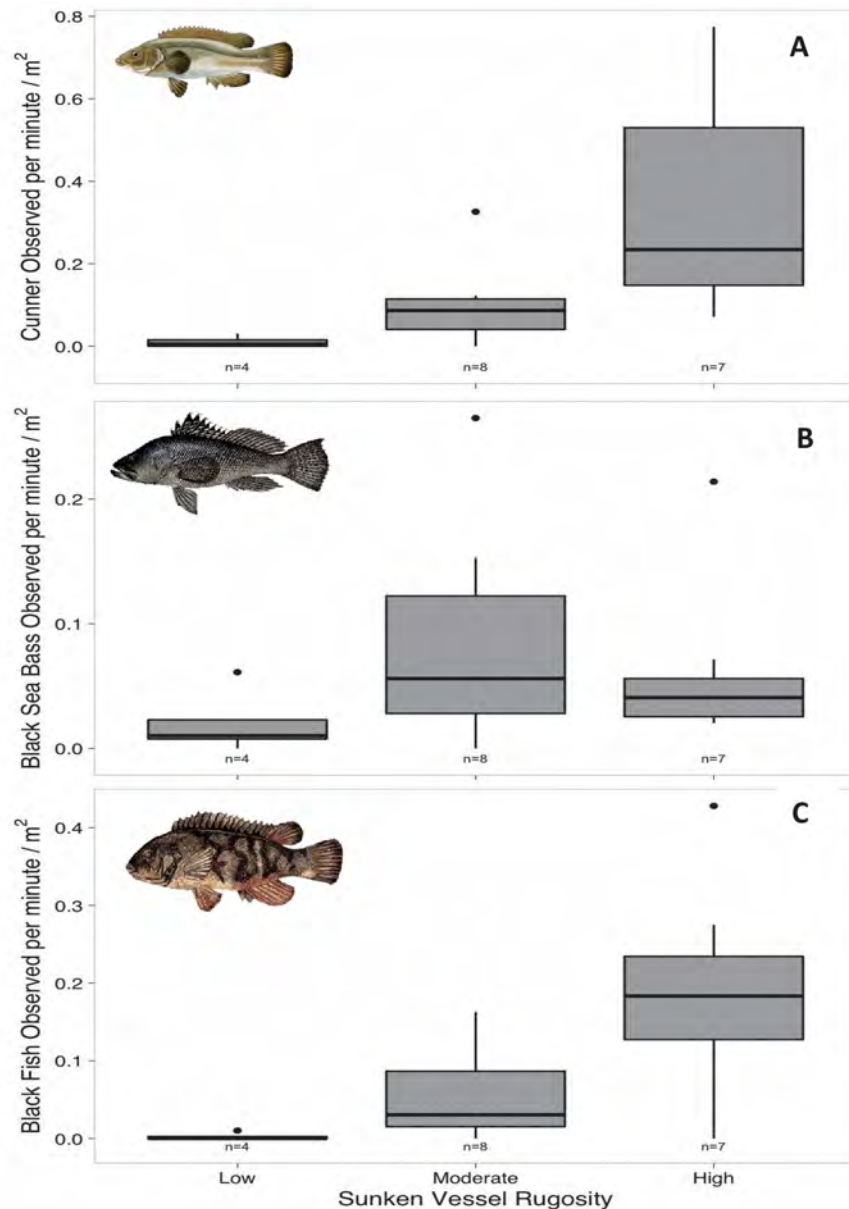 A
Cunner Observed per minute / m²
0.8
0.6
0.4
0.2
0.0
n=4
n=8
n=7
B
Black Sea Bass Observed per minute / m²
0.2
0.1
0.0
n=4
n=8
n=7
C
Black Fish Observed per minute / m²
0.4
0.3
0.2
0.1
0.0
n=4
n=8
n=7
Low
Moderate
High
Sunken Vessel Rugosity